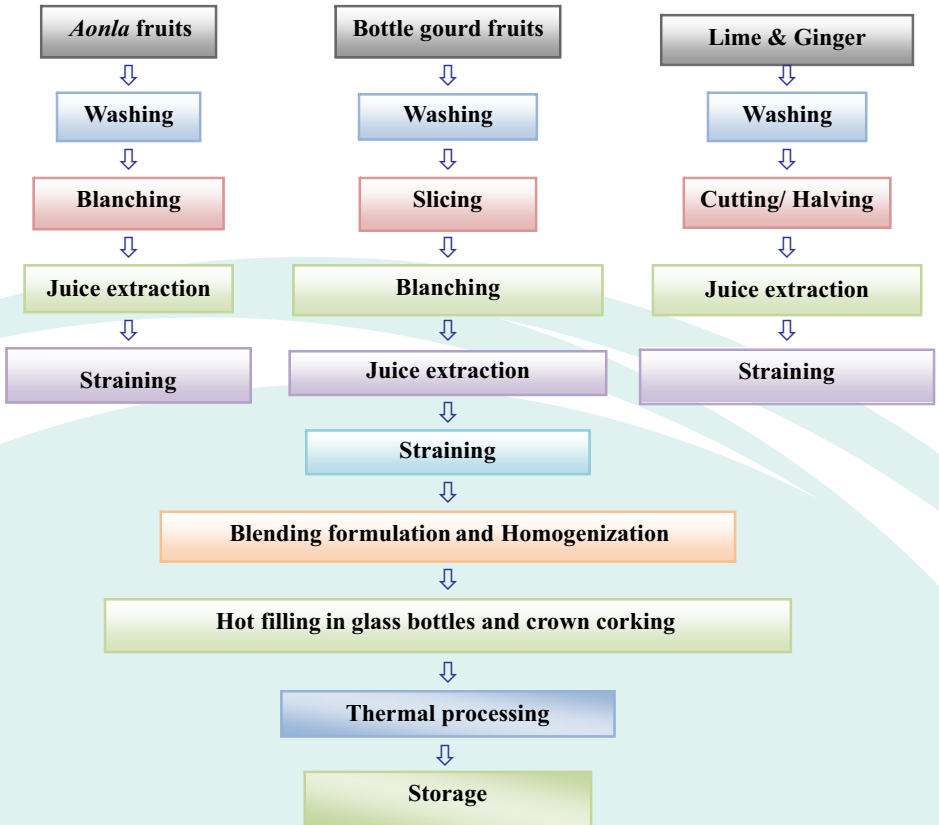 Aonla fruits
Washing
Blanching
Juice extraction
Straining
Bottle gourd fruits
Washing
Slicing
Blanching
Juice extraction
Straining
Lime & Ginger
Washing
Cutting/ Halving
Juice extraction
Straining
Blending formulation and Homogenization
Hot filling in glass bottles and crown corking
Thermal processing
Storage